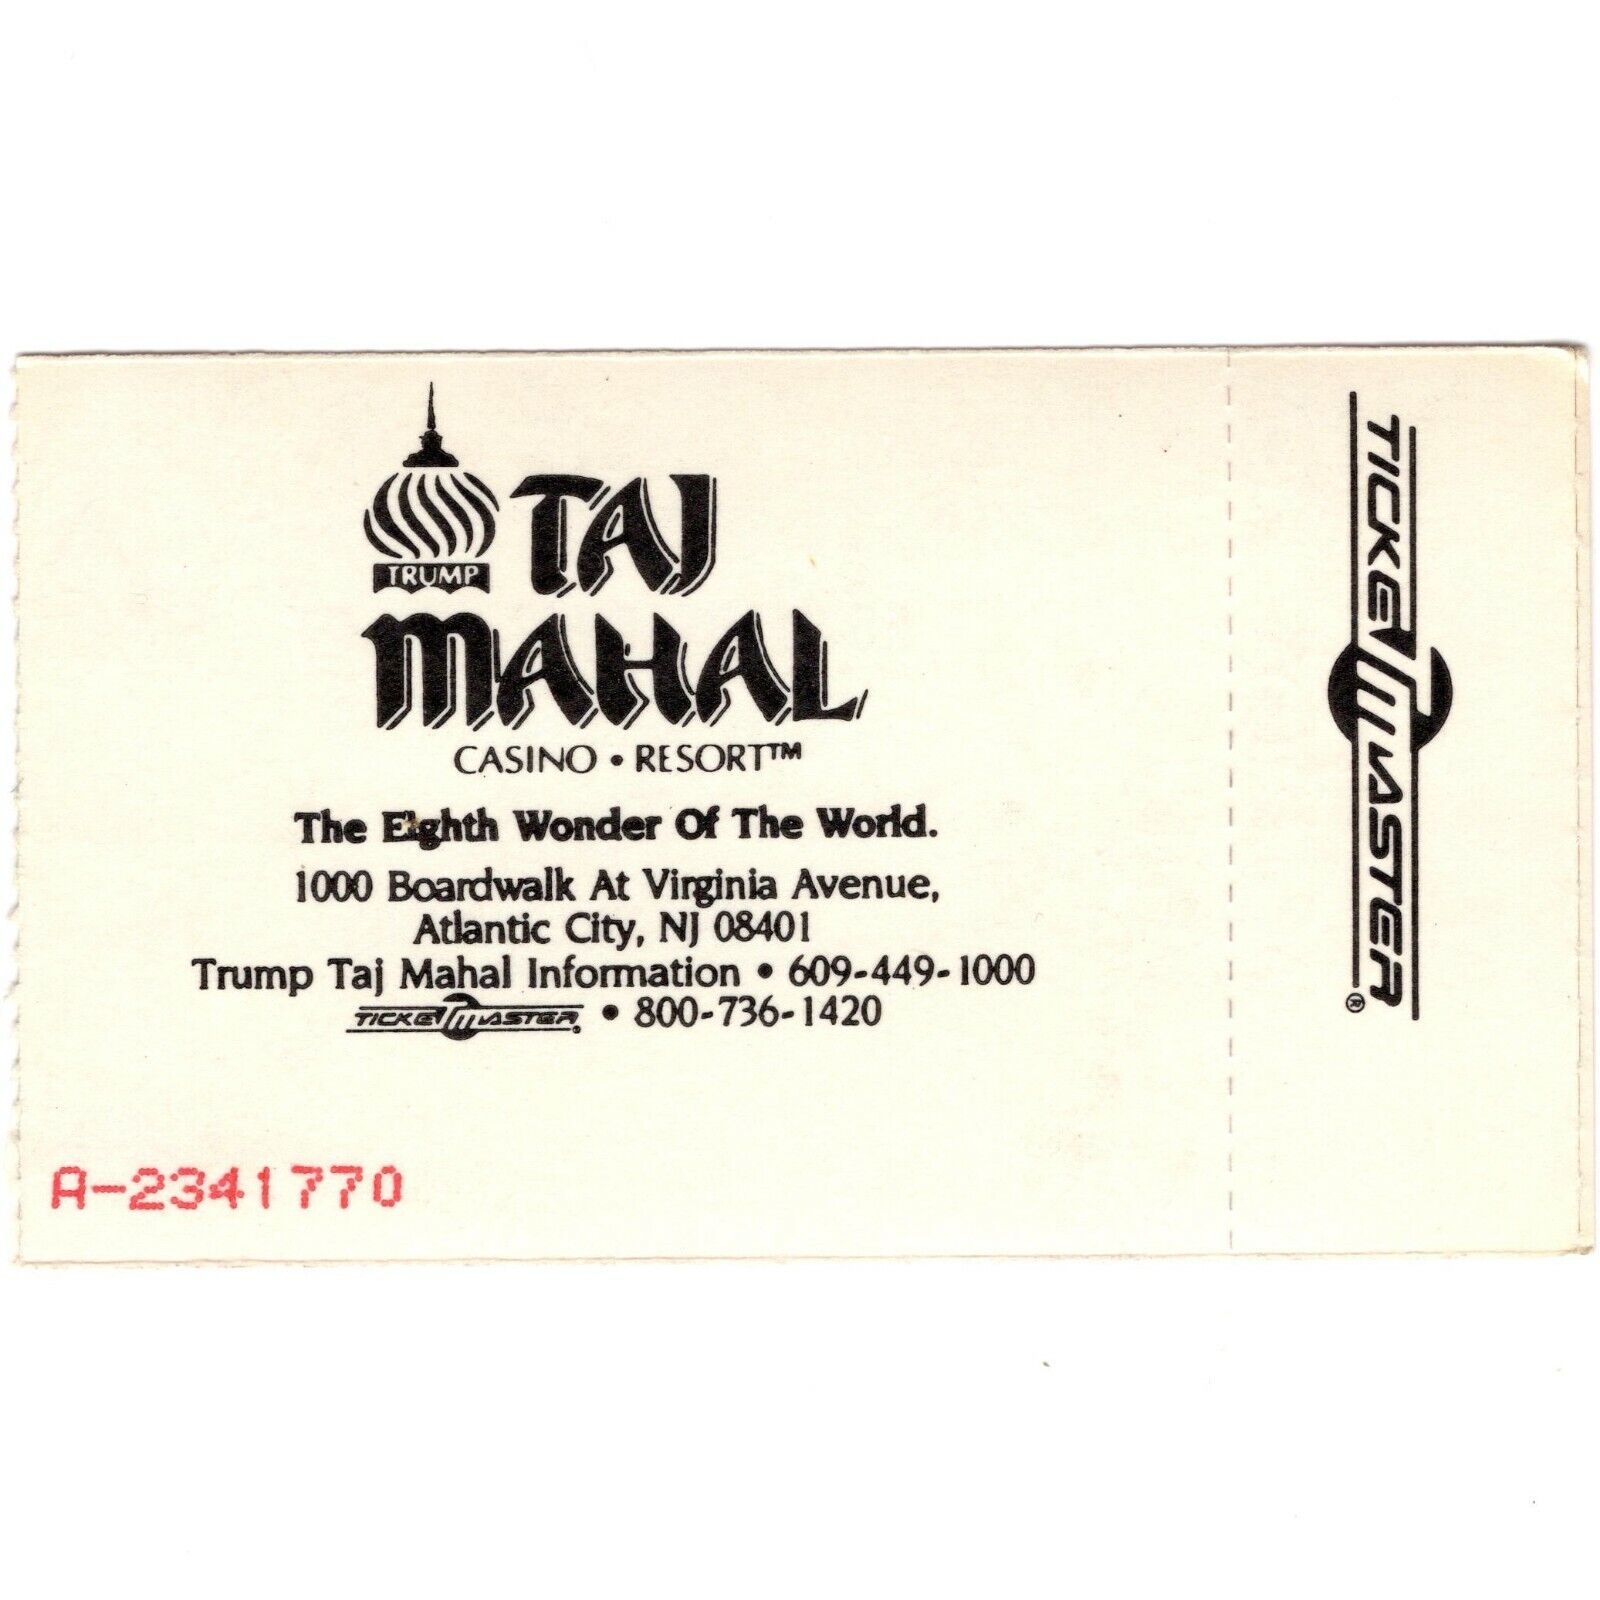 TRUMP
TAJ
MAHAL
CASINO • RESORT™
The Eighth Wonder Of The World.
1000 Boardwalk At Virginia Avenue,
Atlantic City, NJ 08401
Trump Taj Mahal Information • 609-449-1000
TICKETMASTER® • 800-736-1420
A-2341770
TICKETMASTER®